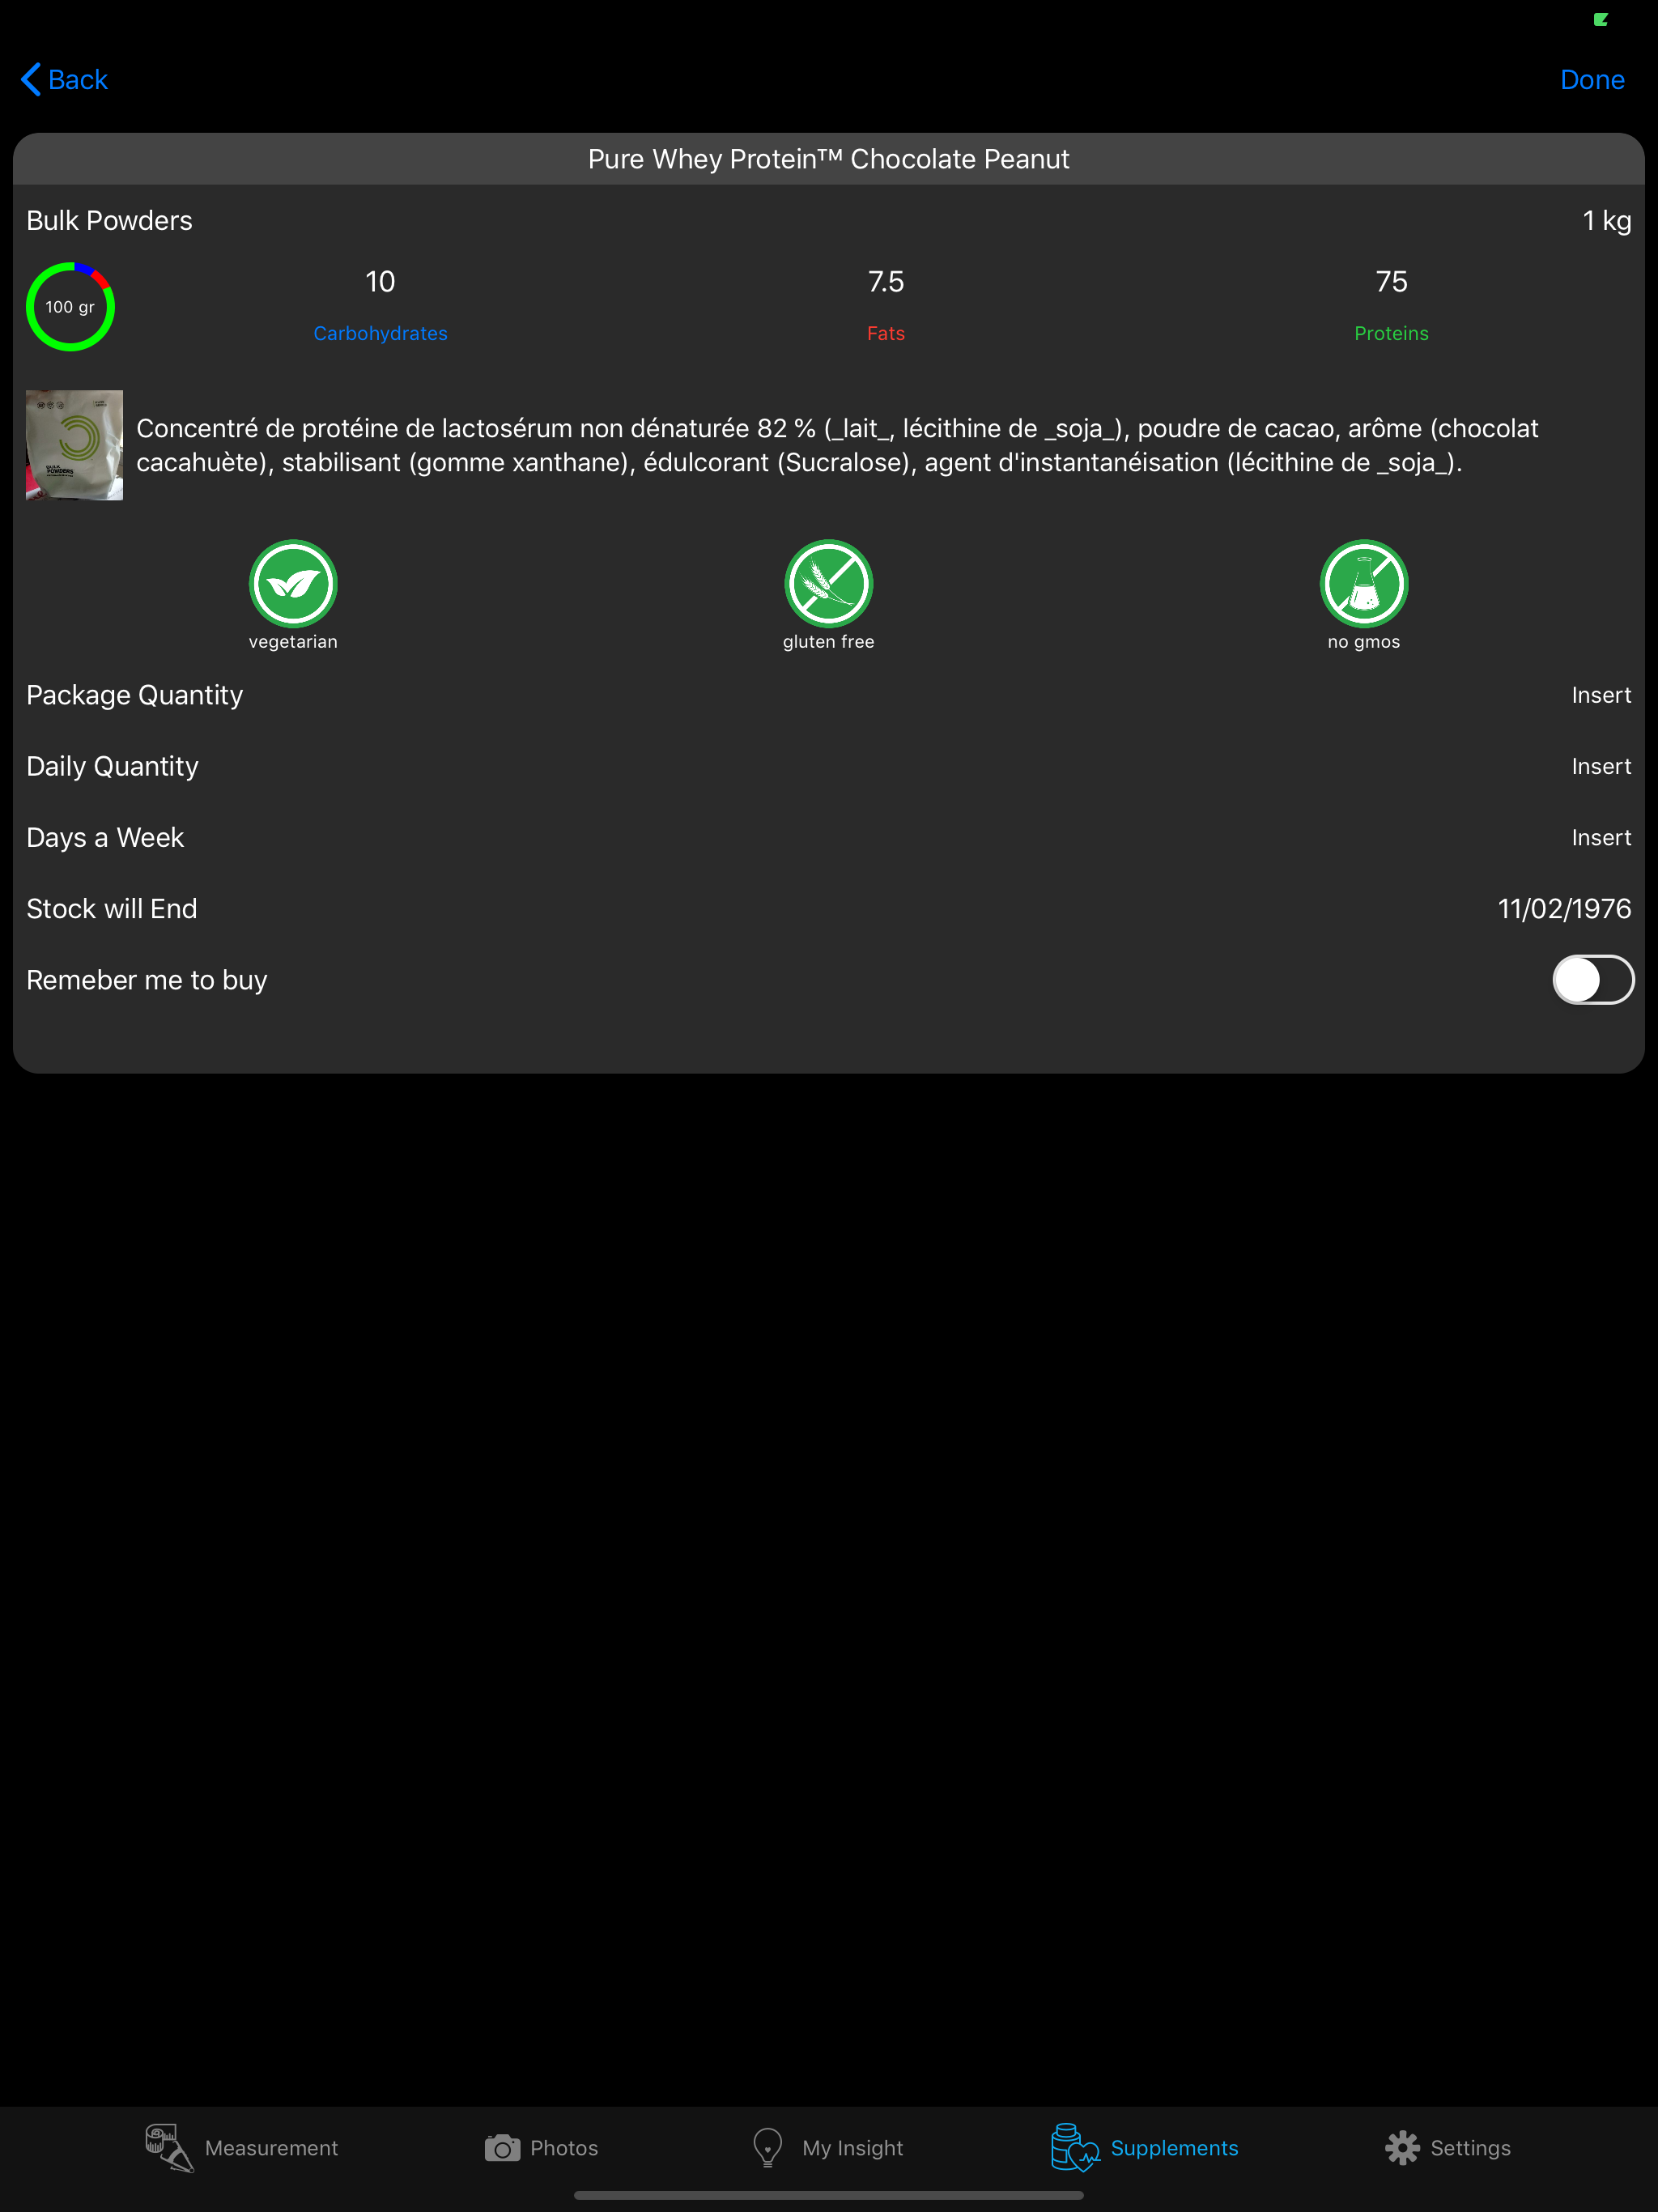 Back
Done
Pure Whey Protein™ Chocolate Peanut
Bulk Powders
1 kg
100 gr
10
7.5
75
Carbohydrates
Fats
Proteins
BULK
POWDERS
Concentré de protéine de lactosérum non dénaturée 82 % (_lait_, lécithine de _soja_), poudre de cacao, arôme (chocolat
cacahuète), stabilisant (gomme xanthane), édulcorant (Sucralose), agent d'instantanéisation (lécithine de _soja_).
vegetarian
gluten free
no gmos
Package Quantity
Insert
Daily Quantity
Insert
Days a Week
Insert
Stock will End
11/02/1976
Remeber me to buy
Measurement
Photos
My Insight
Supplements
Settings